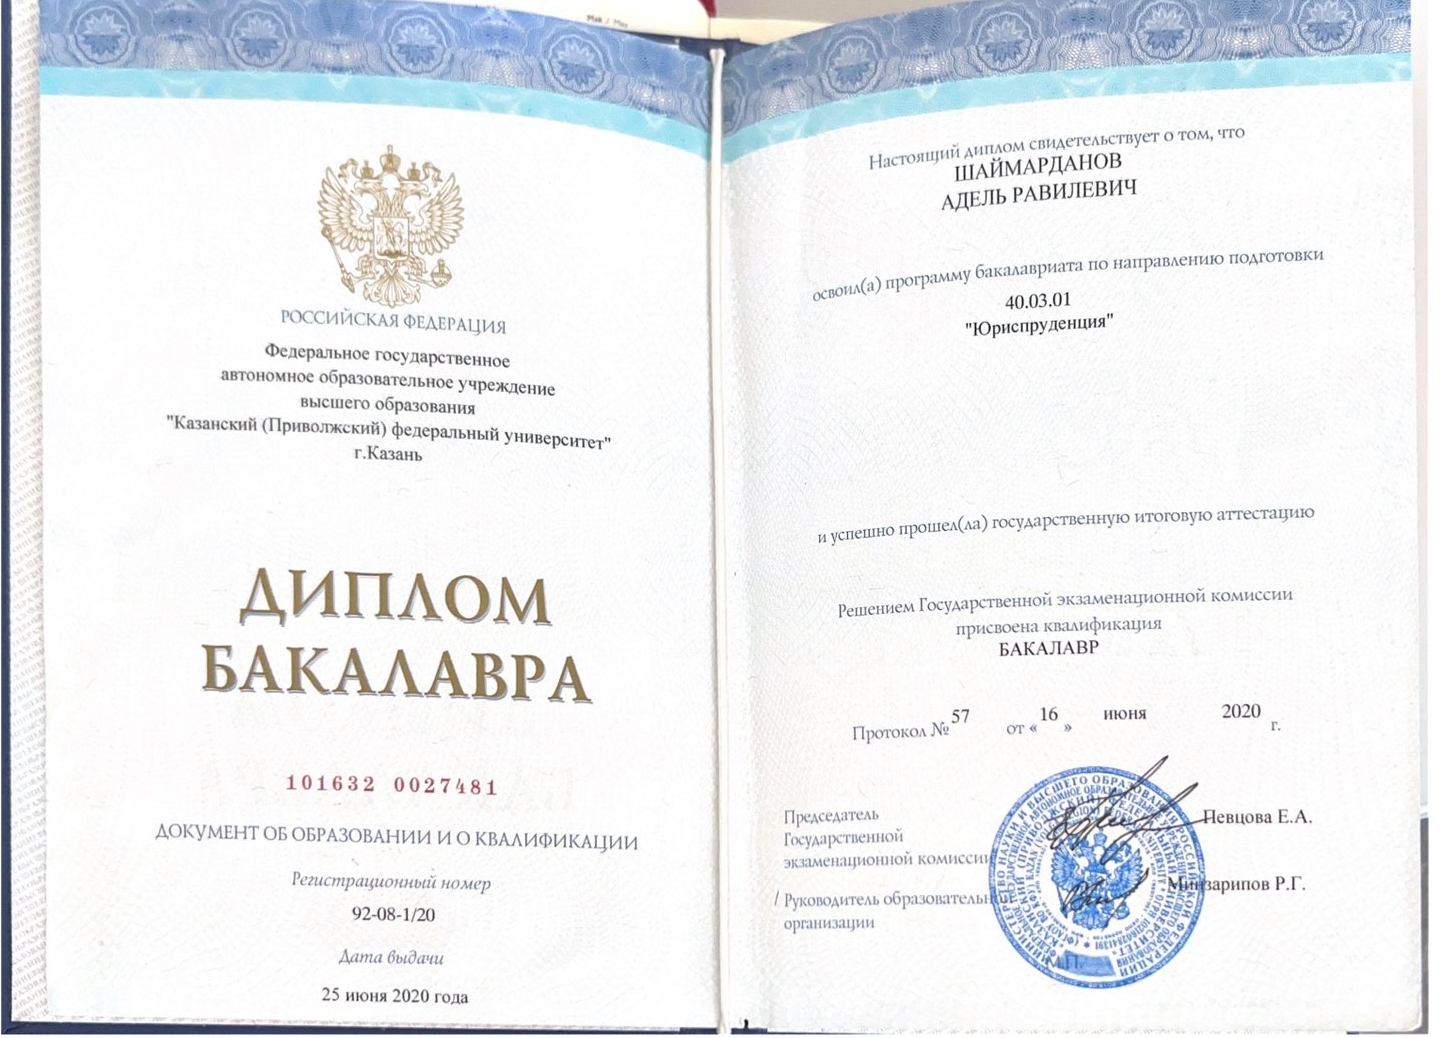 РОССИЙСКАЯ ФЕДЕРАЦИЯ
Федеральное государственное
автономное образовательное учреждение
высшего образования
"Казанский (Приволжский) федеральный университет"
г.Казань
ДИПЛОМ
БАКАЛАВРА
101632 0027481
ДОКУМЕНТ ОБ ОБРАЗОВАНИИ И О КВАЛИФИКАЦИИ
Регистрационный номер
92-08-1/20
Дата выдачи
25 июня 2020 года
Настоящий диплом свидетельствует о том, что
ШАЙМАРДАНОВ
АДЕЛЬ РАВИЛЕВИЧ
освоил(а) программу бакалавриата по направлению подготовки
40.03.01
"Юриспруденция"
и успешно прошел(ла) государственную итоговую аттестацию
Решением Государственной экзаменационной комиссии
присвоена квалификация
БАКАЛАВР
Протокол № 57 от « 16 » июня 2020 г.
Председатель
Государственной
экзаменационной комиссии
Певцова Е.А.
/ Руководитель образовательн
организации
Минзарипов Р.Г.
М.П.